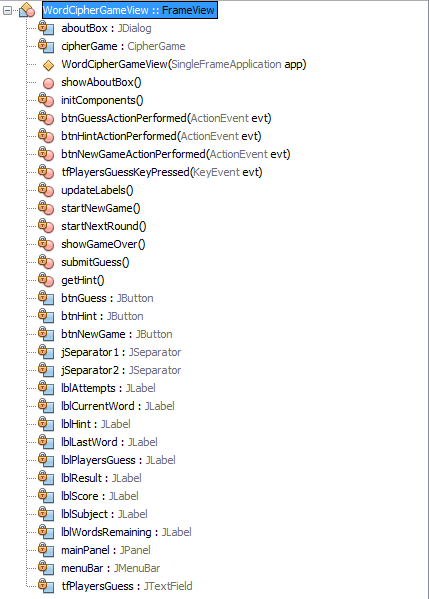 WordCipherGameView :: FrameView
aboutBox : JDialog
cipherGame : CipherGame
WordCipherGameView(SingleFrameApplication app)
showAboutBox()
initComponents()
btnGuessActionPerformed(ActionEvent evt)
btnHintActionPerformed(ActionEvent evt)
btnNewGameActionPerformed(ActionEvent evt)
tfPlayersGuessKeyPressed(KeyEvent evt)
updateLabels()
startNewGame()
startNextRound()
showGameOver()
submitGuess()
getHint()
btnGuess : JButton
btnHint : JButton
btnNewGame : JButton
jSeparator1 : JSeparator
jSeparator2 : JSeparator
lblAttempts : JLabel
lblCurrentWord : JLabel
lblHint : JLabel
lblLastWord : JLabel
lblPlayersGuess : JLabel
lblResult : JLabel
lblScore : JLabel
lblSubject : JLabel
lblWordsRemaining : JLabel
mainPanel : JPanel
menuBar : JMenuBar
tfPlayersGuess : JTextField